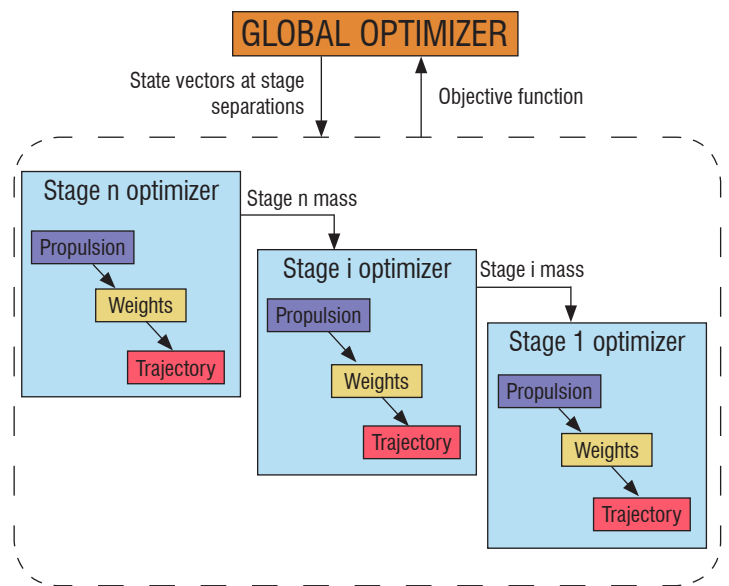 GLOBAL OPTIMIZER
State vectors at stage
separations
Objective function
Stage n optimizer
Propulsion
Weights
Trajectory
Stage n mass
Stage i optimizer
Propulsion
Weights
Trajectory
Stage i mass
Stage 1 optimizer
Propulsion
Weights
Trajectory